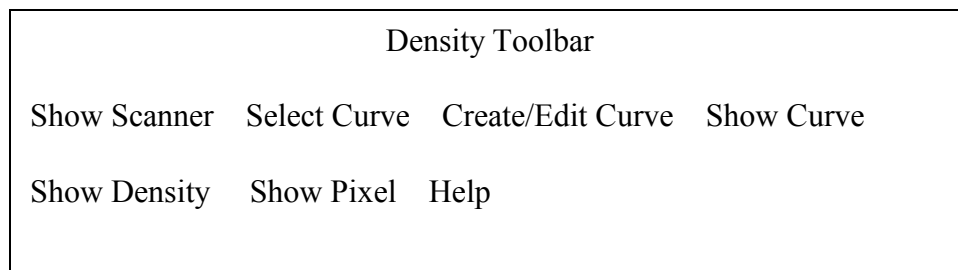 Density Toolbar
Show Scanner Select Curve Create/Edit Curve Show Curve
Show Density Show Pixel Help